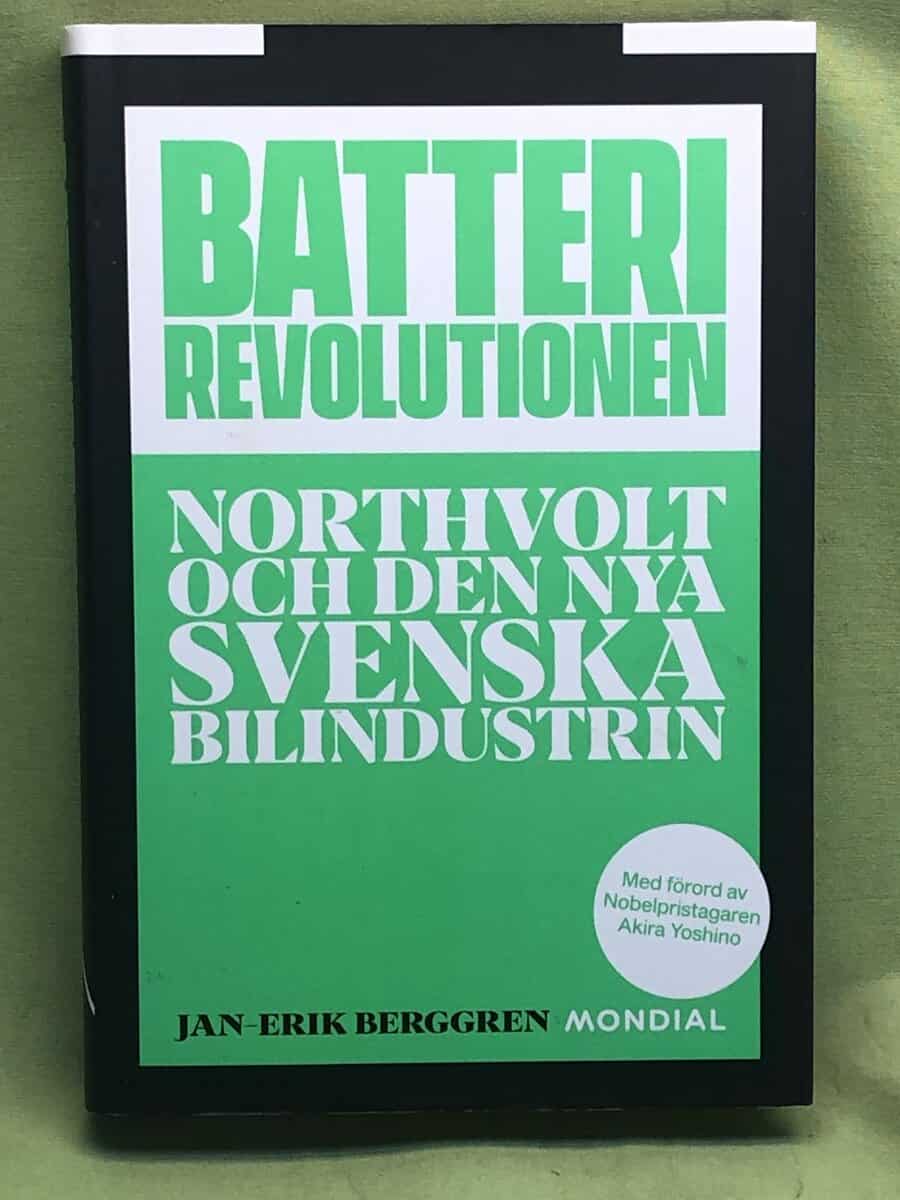 BATTERI
REVOLUTIONEN
NORTHVOLT
OCH DEN NYA
SVENSKA
BILINDUSTRIN
Med förord av
Nobelpristagaren
Akira Yoshino
JAN-ERIK BERGGREN MONDIAL